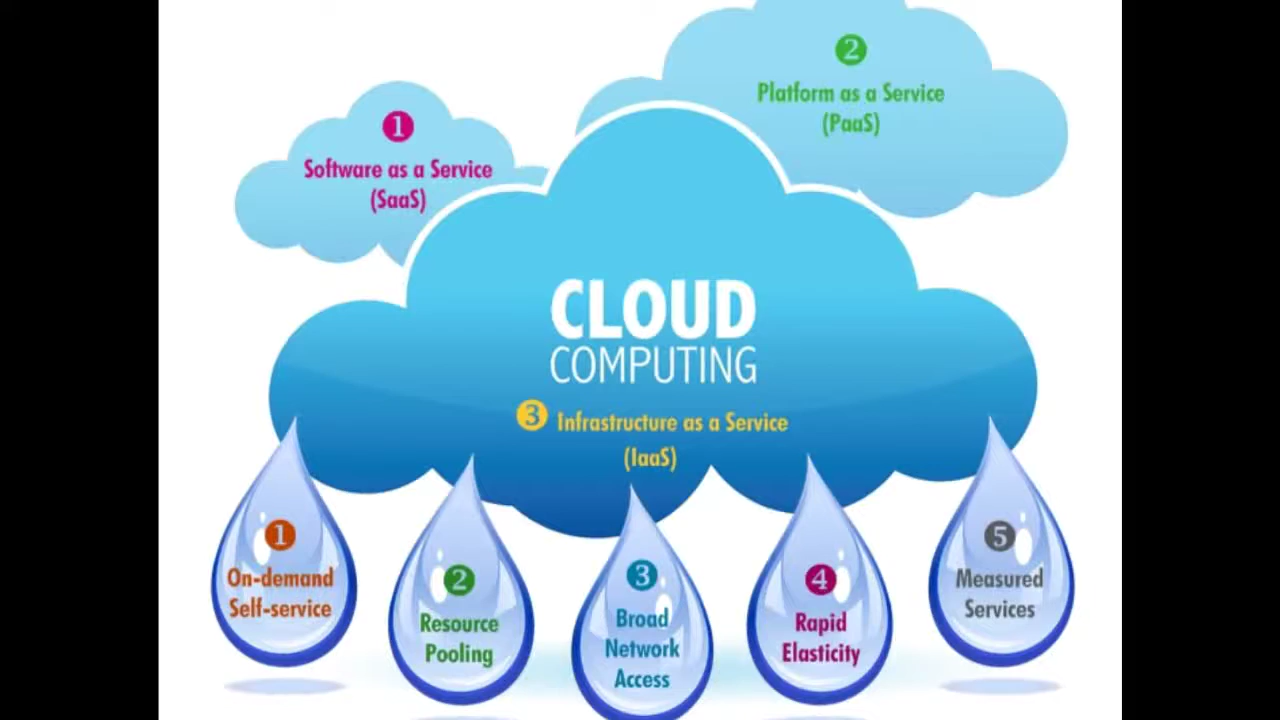 1
Software as a Service
(SaaS)
2
Platform as a Service
(PaaS)
CLOUD
COMPUTING
3 Infrastructure as a Service
(IaaS)
1
On-demand
Self-service
2
Resource
Pooling
3
Broad
Network
Access
4
Rapid
Elasticity
5
Measured
Services